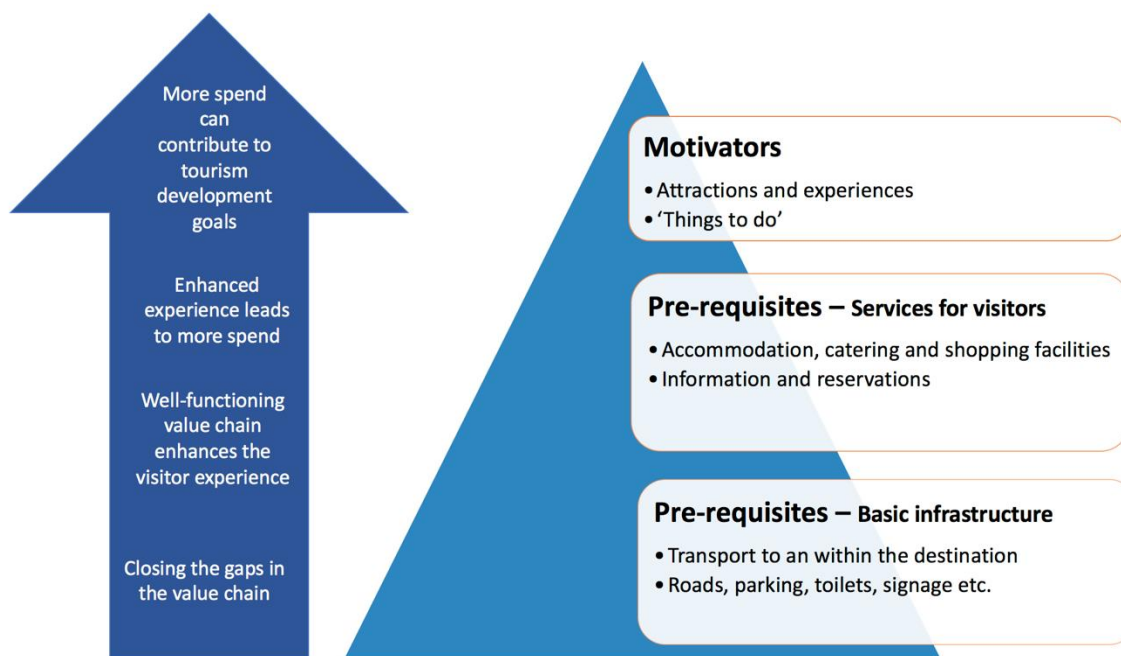 More spend
can
contribute to
tourism
development
goals
Enhanced
experience leads
to more spend
Well-functioning
value chain
enhances the
visitor experience
Closing the gaps in
the value chain
Motivators
• Attractions and experiences
• ‘Things to do’
Pre-requisites – Services for visitors
• Accommodation, catering and shopping facilities
• Information and reservations
Pre-requisites – Basic infrastructure
• Transport to an within the destination
• Roads, parking, toilets, signage etc.